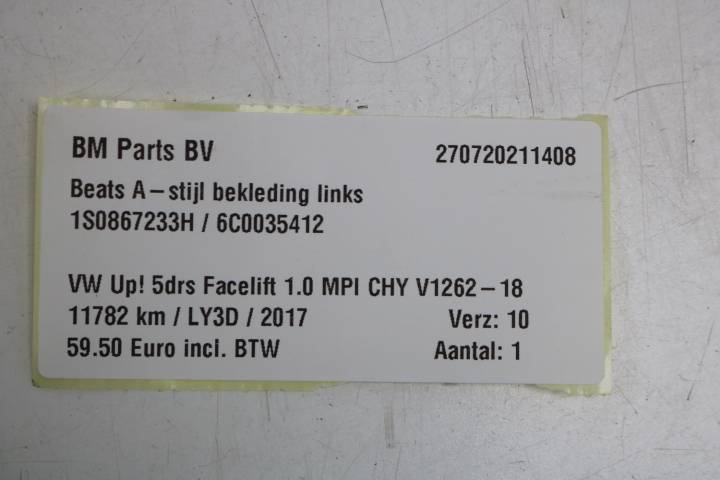 BM Parts BV 270720211408
Beats A-stijl bekleding links
1S0867233H / 6C0035412
VW Up! 5drs Facelift 1.0 MPI CHY V1262-18
11782 km / LY3D / 2017 Verz: 10
59.50 Euro incl. BTW Aantal: 1